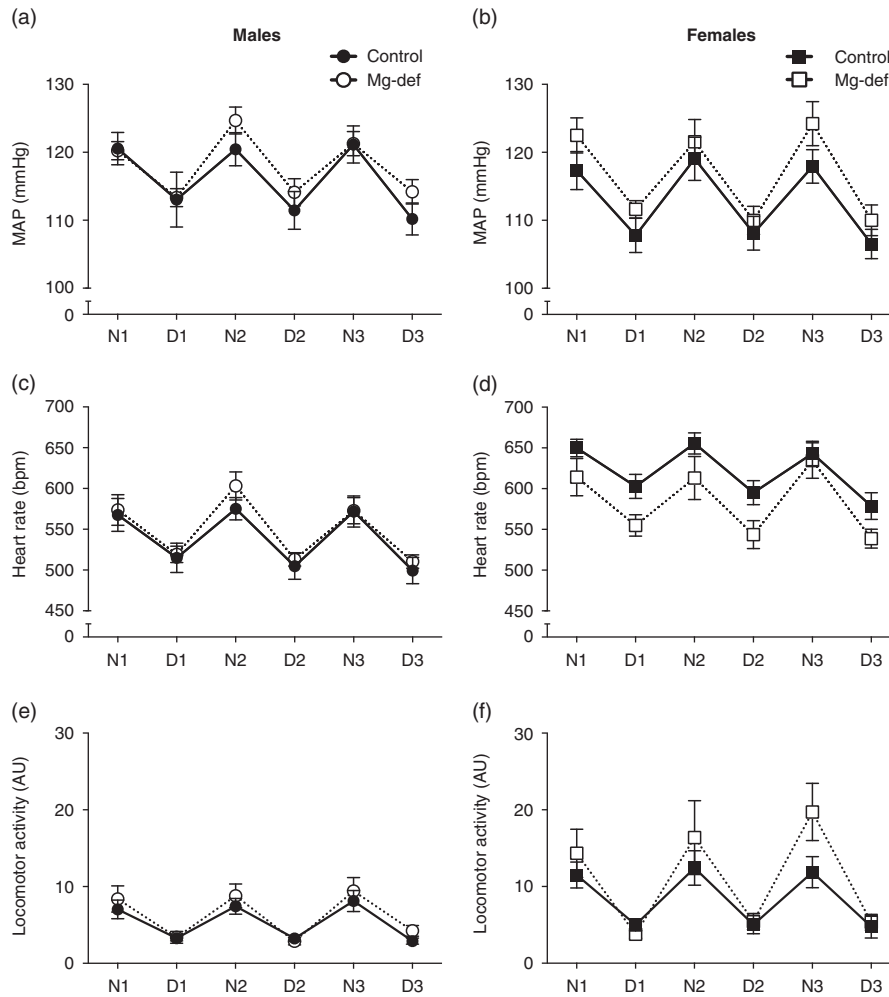 (a)
Males
Control
Mg-def
MAP (mmHg)
130
120
110
100
0
N1 D1 N2 D2 N3 D3
(b)
Females
Control
Mg-def
MAP (mmHg)
130
120
110
100
0
N1 D1 N2 D2 N3 D3
(c)
Heart rate (bpm)
700
650
600
550
500
450
0
N1 D1 N2 D2 N3 D3
(d)
Heart rate (bpm)
700
650
600
550
500
450
0
N1 D1 N2 D2 N3 D3
(e)
Locomotor activity (AU)
30
20
10
0
N1 D1 N2 D2 N3 D3
(f)
Locomotor activity (AU)
30
20
10
0
N1 D1 N2 D2 N3 D3